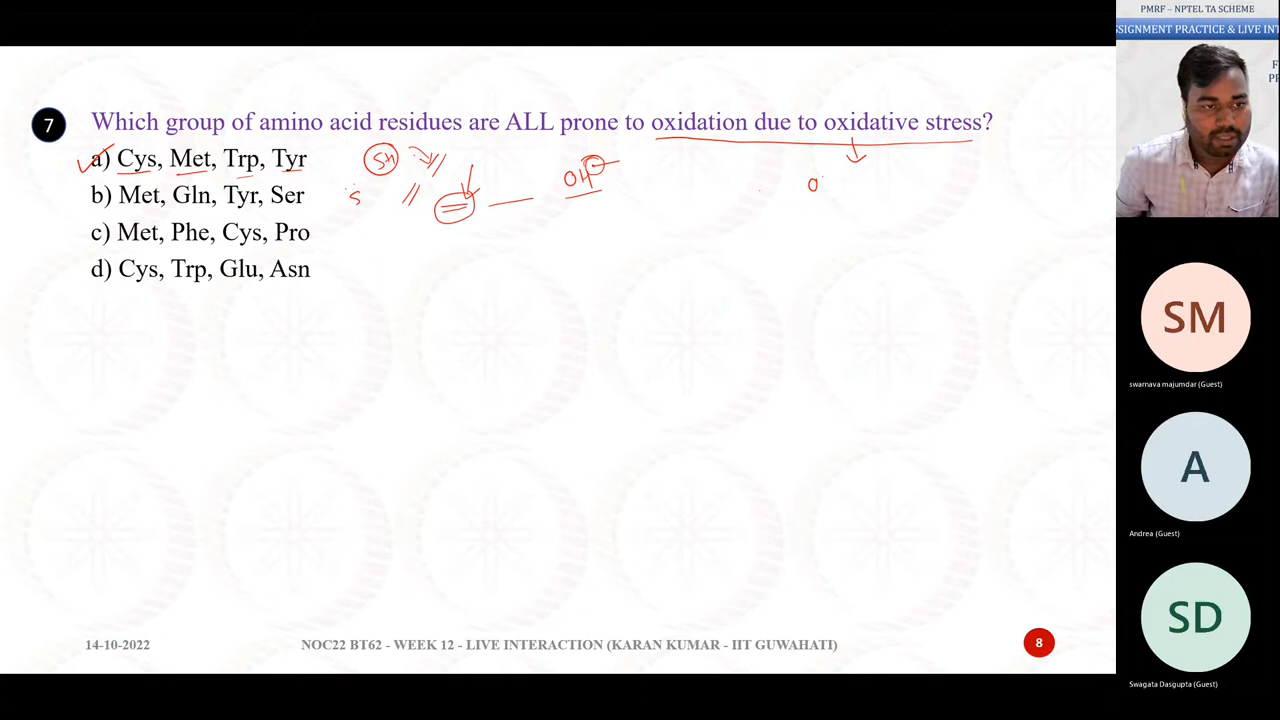 PMRF – NPTEL TA SCHEME
SSIGNMENT PRACTICE & LIVE INT
7
Which group of amino acid residues are ALL prone to oxidation due to oxidative stress?
a) Cys, Met, Trp, Tyr
SH
b) Met, Gln, Tyr, Ser
S
OH
O
c) Met, Phe, Cys, Pro
d) Cys, Trp, Glu, Asn
SM
swarnava majumdar (Guest)
A
Andrea (Guest)
SD
Swagata Dasgupta (Guest)
14-10-2022
NOC22 BT62 - WEEK 12 - LIVE INTERACTION (KARAN KUMAR - IIT GUWAHATI)
8